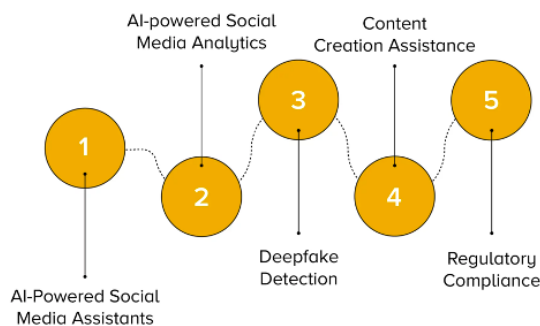 AI-powered Social
Media Analytics
Content
Creation Assistance
1
2
3
4
5
Deepfake
Detection
Regulatory
Compliance
AI-Powered Social
Media Assistants